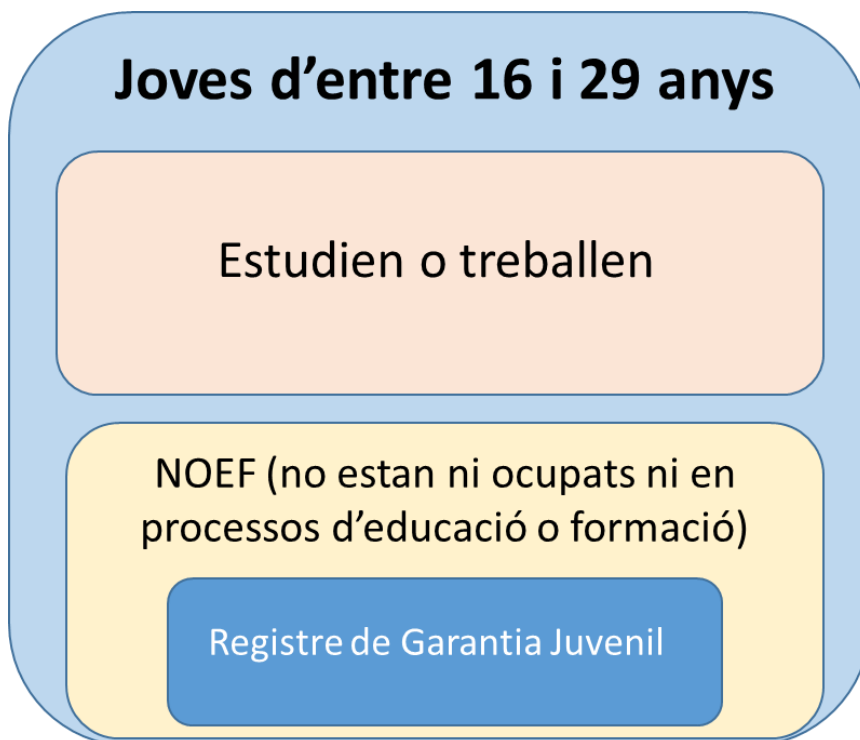 Joves d’entre 16 i 29 anys
Estudien o treballen
NOEF (no estan ni ocupats ni en
processos d’educació o formació)
Registre de Garantia Juvenil